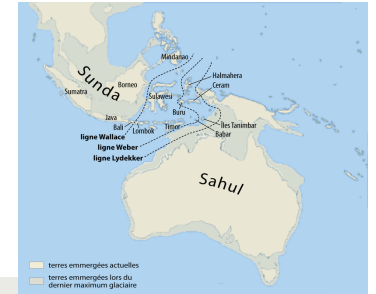 Mindanao
Halmahera
Ceram
Sunda
Borneo
Sumatra
Sulawesi
Buru
Java
Îles Tanimbar
Bali
Lombok
Timor
Babar
ligne Wallace
ligne Weber
ligne Lydekker
Sahul
terres emmergées actuelles
terres emmergées lors du
dernier maximum glaciaire